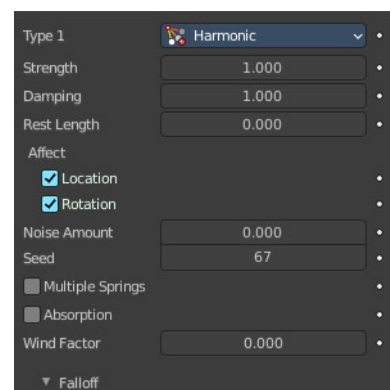 Type 1 Harmonic
Strength 1.000
Damping 1.000
Rest Length 0.000
Affect
Location
Rotation
Noise Amount 0.000
Seed 67
Multiple Springs
Absorption
Wind Factor 0.000
Falloff